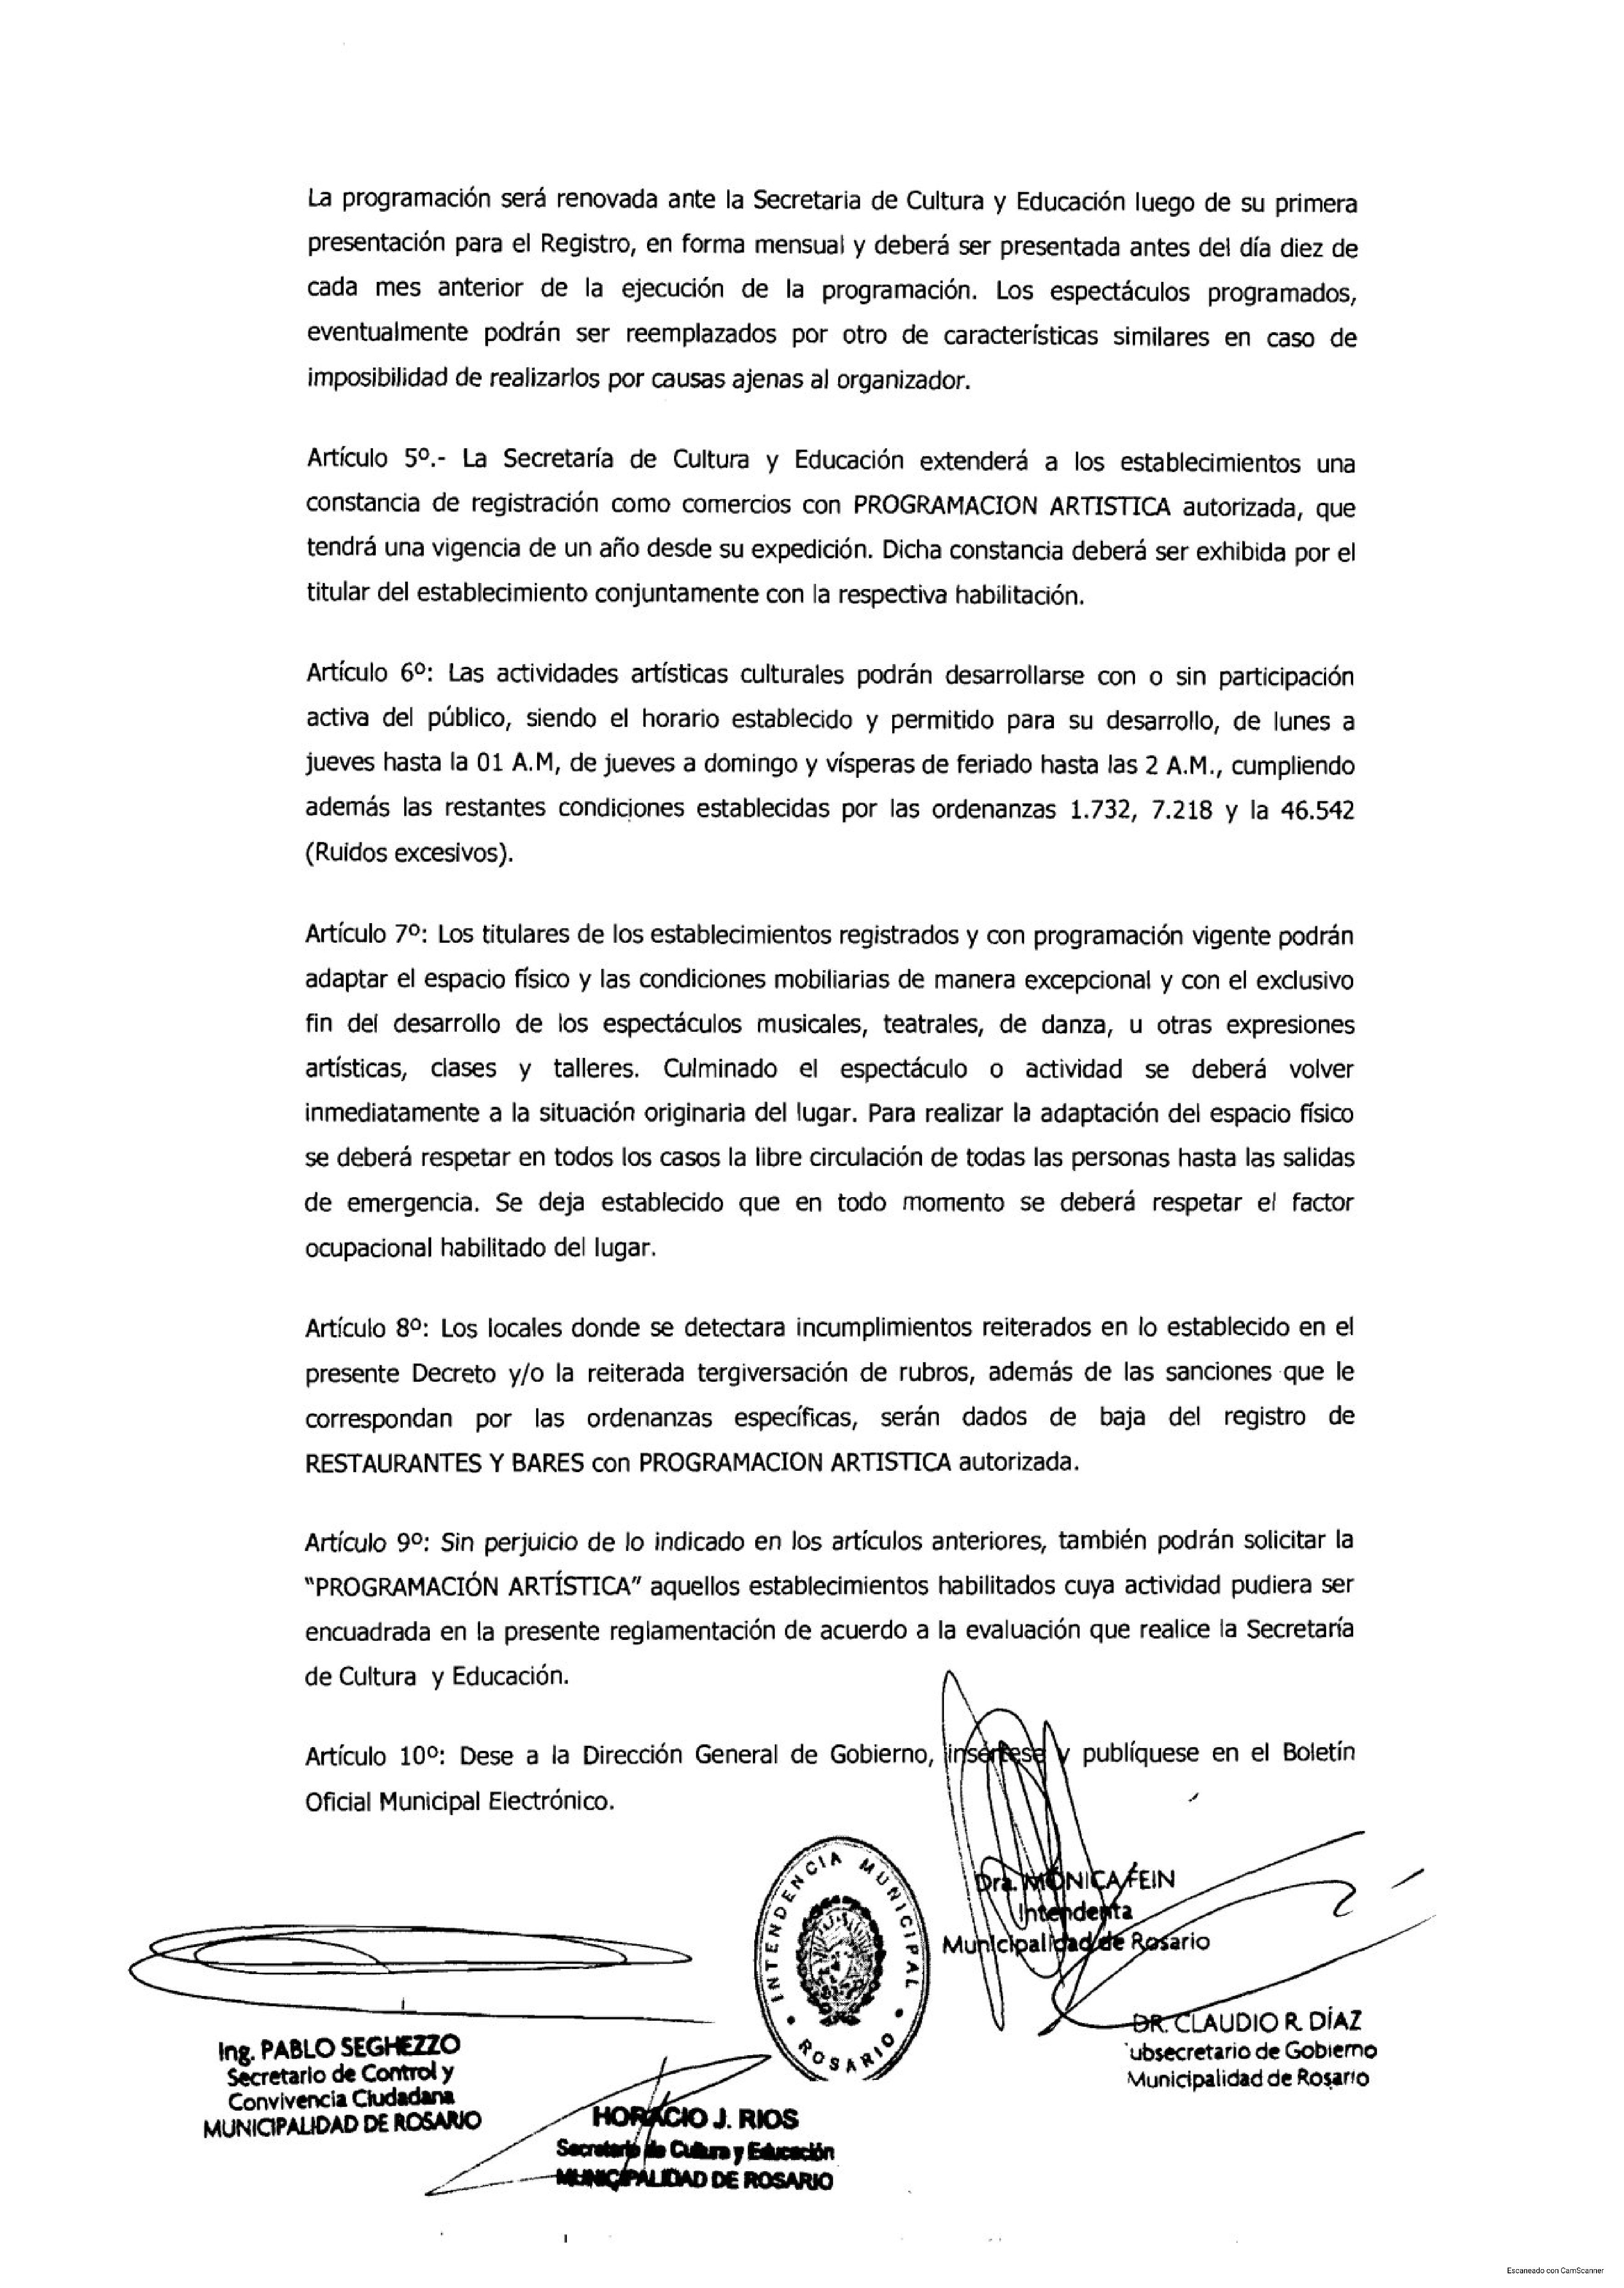 La programación será renovada ante la Secretaria de Cultura y Educación luego de su primera
presentación para el Registro, en forma mensual y deberá ser presentada antes del día diez de
cada mes anterior de la ejecución de la programación. Los espectáculos programados,
eventualmente podrán ser reemplazados por otro de características similares en caso de
imposibilidad de realizarlos por causas ajenas al organizador.
Artículo 5º.- La Secretaría de Cultura y Educación extenderá a los establecimientos una
constancia de registración como comercios con PROGRAMACION ARTISTICA autorizada, que
tendrá una vigencia de un año desde su expedición. Dicha constancia deberá ser exhibida por el
titular del establecimiento conjuntamente con la respectiva habilitación.
Artículo 6º: Las actividades artísticas culturales podrán desarrollarse con o sin participación
activa del público, siendo el horario establecido y permitido para su desarrollo, de lunes a
jueves hasta la 01 A.M, de jueves a domingo y vísperas de feriado hasta las 2 A.M., cumpliendo
además las restantes condiciones establecidas por las ordenanzas 1.732, 7.218 y la 46.542
(Ruidos excesivos).
Artículo 7º: Los titulares de los establecimientos registrados y con programación vigente podrán
adaptar el espacio físico y las condiciones mobiliarias de manera excepcional y con el exclusivo
fin del desarrollo de los espectáculos musicales, teatrales, de danza, u otras expresiones
artísticas, clases y talleres. Culminado el espectáculo o actividad se deberá volver
inmediatamente a la situación originaria del lugar. Para realizar la adaptación del espacio físico
se deberá respetar en todos los casos la libre circulación de todas las personas hasta las salidas
de emergencia. Se deja establecido que en todo momento se deberá respetar el factor
ocupacional habilitado del lugar.
Artículo 8º: Los locales donde se detectara incumplimientos reiterados en lo establecido en el
presente Decreto y/o la reiterada tergiversación de rubros, además de las sanciones que le
correspondan por las ordenanzas específicas, serán dados de baja del registro de
RESTAURANTES Y BARES con PROGRAMACION ARTISTICA autorizada.
Artículo 9º: Sin perjuicio de lo indicado en los artículos anteriores, también podrán solicitar la
"PROGRAMACIÓN ARTÍSTICA" aquellos establecimientos habilitados cuya actividad pudiera ser
encuadrada en la presente reglamentación de acuerdo a la evaluación que realice la Secretaría
de Cultura y Educación.
Artículo 10º: Dese a la Dirección General de Gobierno, insértese y publíquese en el Boletín
Oficial Municipal Electrónico.
INTENDENCIA MUNICIPAL
ROSARIO
Dra. MÓNICA FEIN
Intendenta
Municipalidad de Rosario
DR. CLAUDIO R. DÍAZ
ubsecretario de Gobierno
Municipalidad de Rosario
Ing. PABLO SEGHEZZO
Secretario de Control y
Convivencia Ciudadana
MUNICIPALIDAD DE ROSARIO
HORACIO J. RIOS
Secretario de Cultura y Educación
MUNICIPALIDAD DE ROSARIO
Escaneado con CamScanner